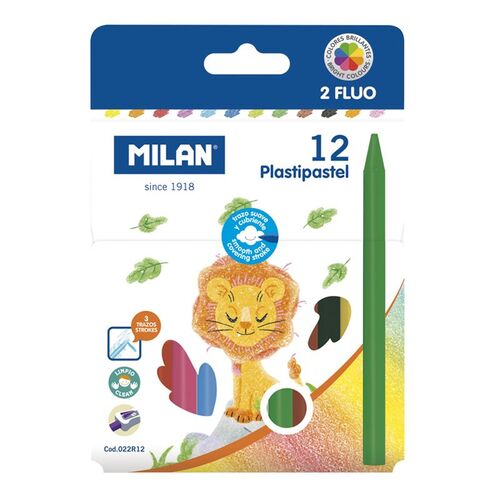 COLORES BRILLANTES
BRIGHT COLOURS
2 FLUO
MILAN
since 1918
12
Plastipastel
trazo suave
y cubriente
smooth and
covering stroke
3
TRAZOS
STROKES
LIMPIO
CLEAN
Cod.022R12